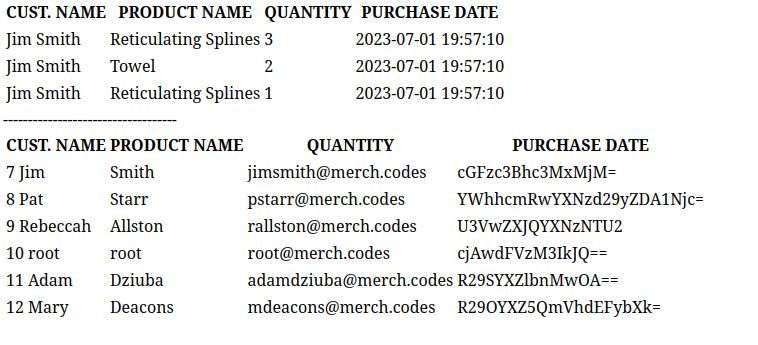 CUST. NAME PRODUCT NAME QUANTITY PURCHASE DATE
Jim Smith Reticulating Splines 3 2023-07-01 19:57:10
Jim Smith Towel 2 2023-07-01 19:57:10
Jim Smith Reticulating Splines 1 2023-07-01 19:57:10
-----------------------------------
CUST. NAME PRODUCT NAME QUANTITY PURCHASE DATE
7 Jim Smith jimsmith@merch.codes cGFzc3Bhc3MxMjM=
8 Pat Starr pstarr@merch.codes YWhhcmRwYXNzd29yZDA1Njc=
9 Rebeccah Allston rallston@merch.codes U3VwZXJQYXNzNTU2
10 root root root@merch.codes cjAwdFVzM3IkJQ==
11 Adam Dziuba adamdziuba@merch.codes R29SYXZlbnMwOA==
12 Mary Deacons mdeacons@merch.codes R29OYXZ5QmVhdEFybXk=